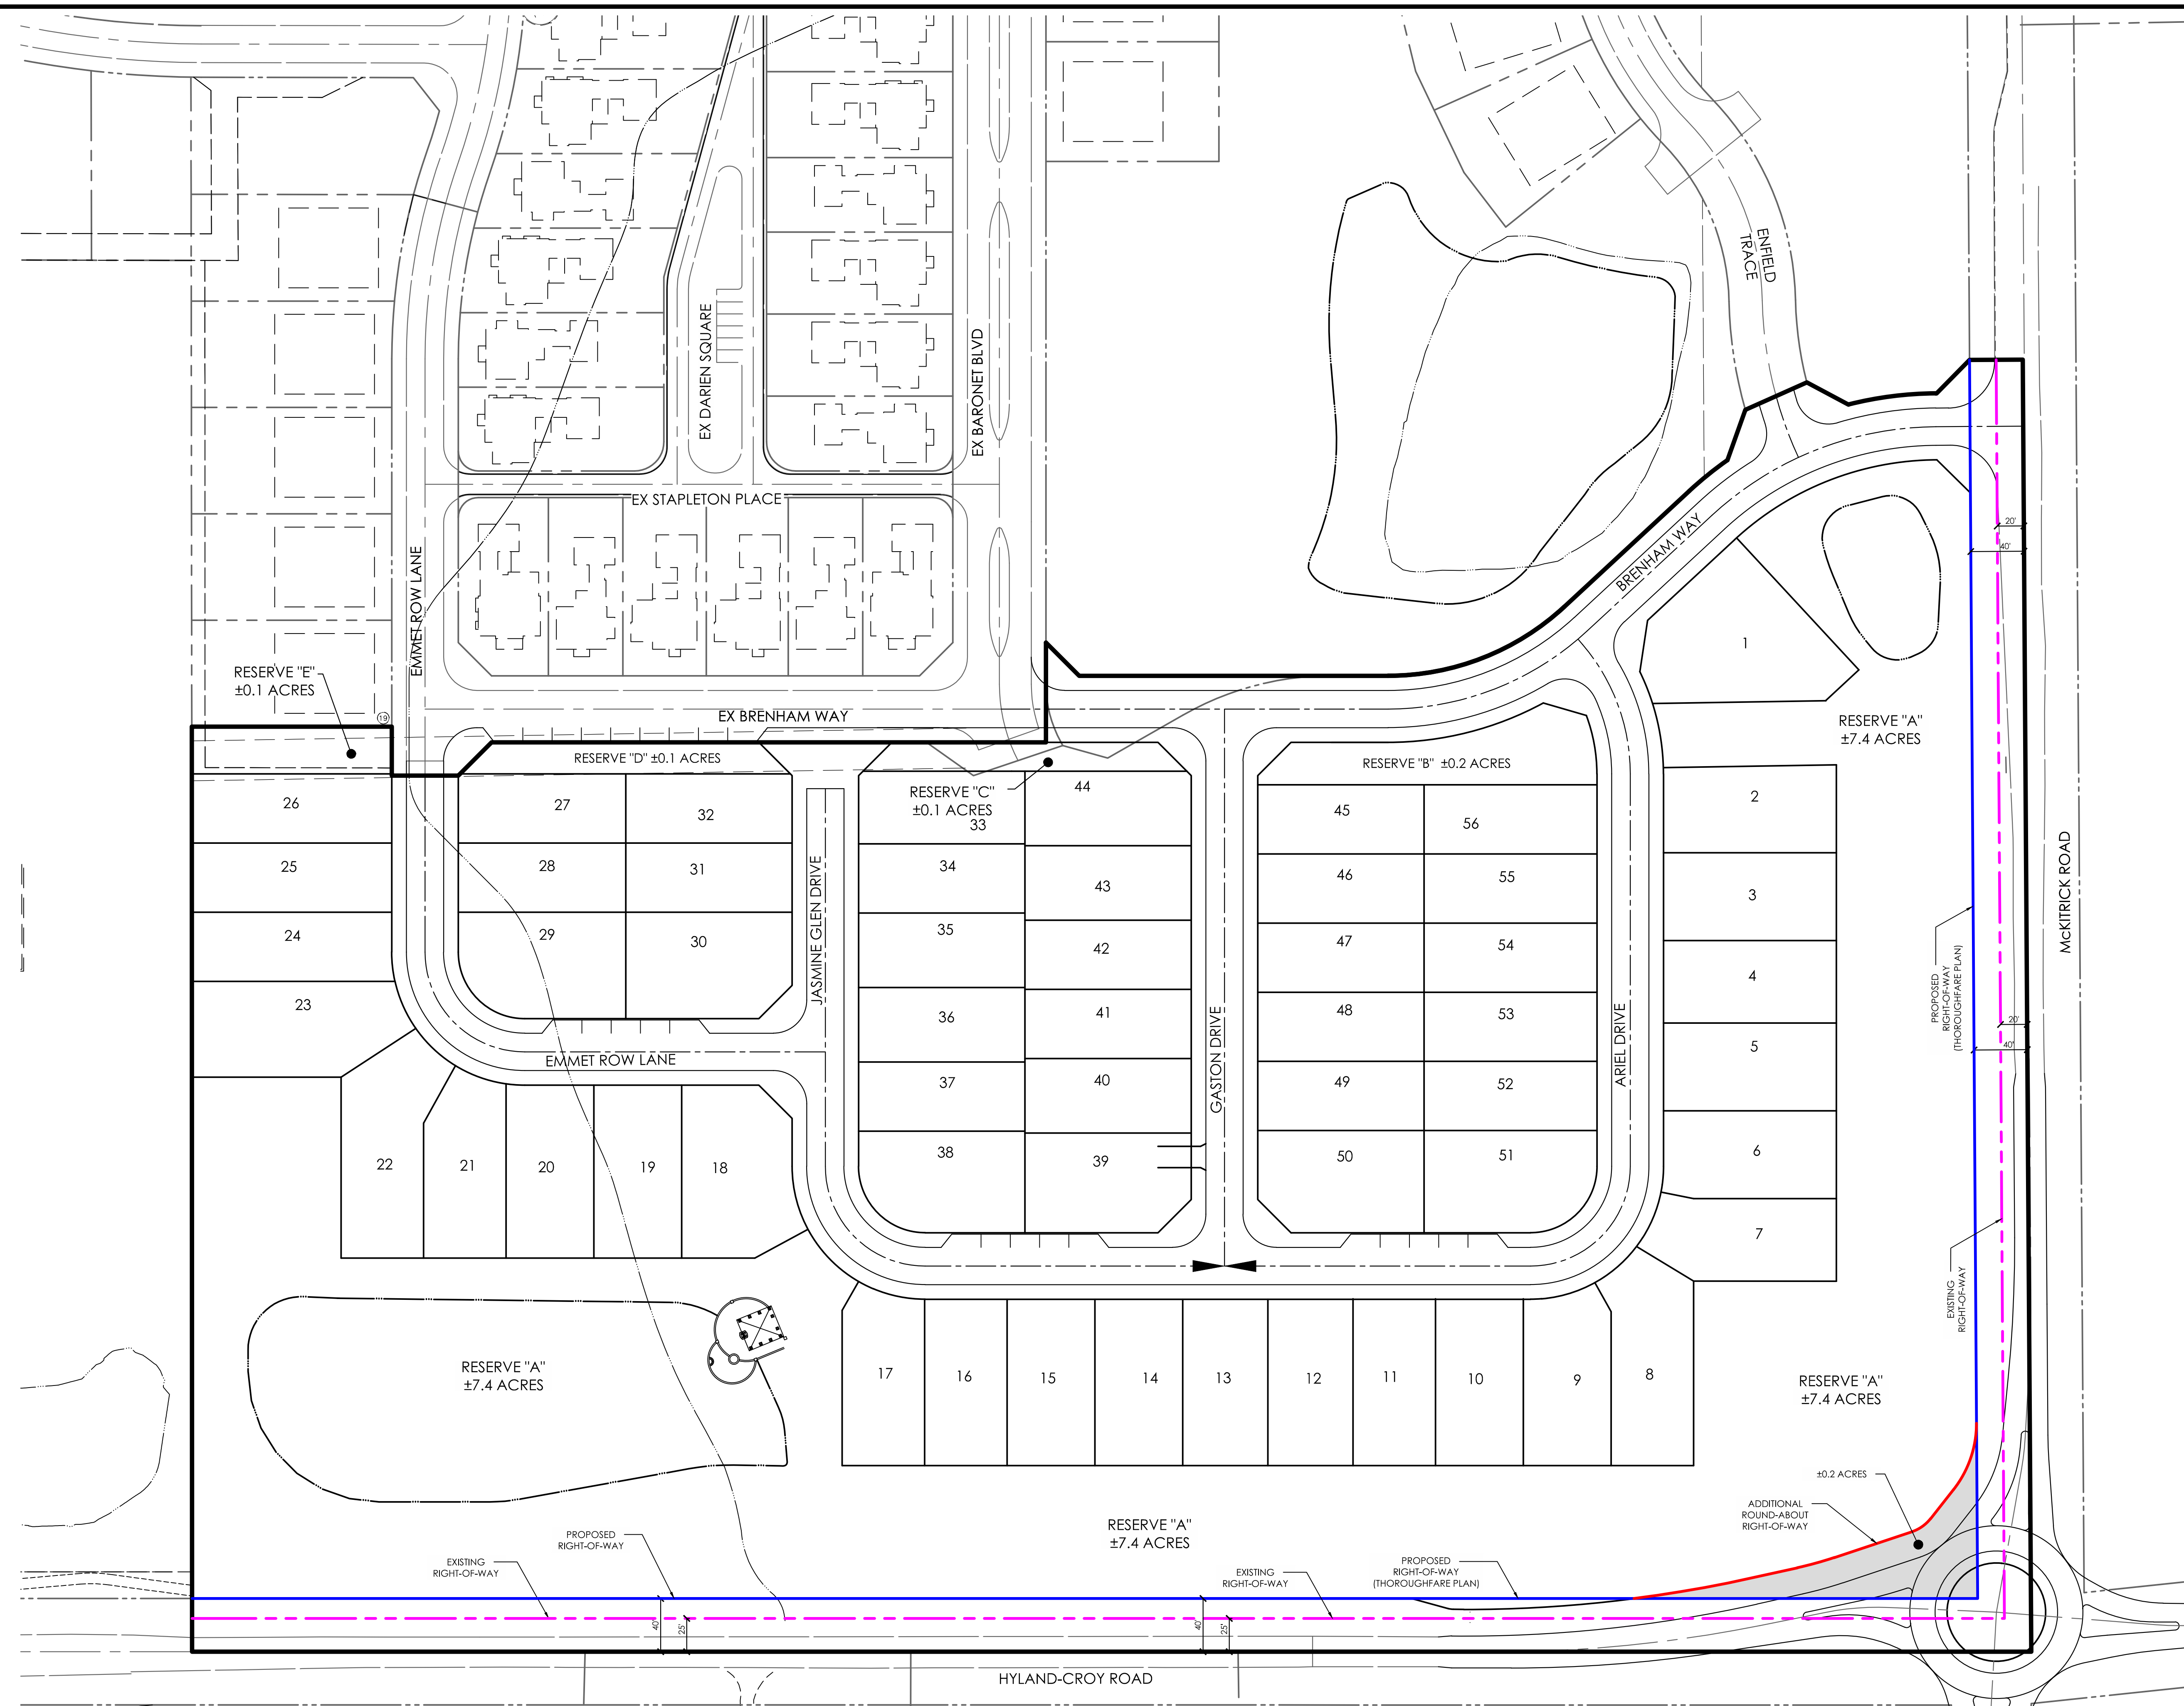 ENFIELD
TRACE
EX DARIEN SQUARE
EX BARONET BLVD
EX STAPLETON PLACE
20'
40'
EMMET ROW LANE
BRENHAM WAY
1
RESERVE "E"
±0.1 ACRES
19
EX BRENHAM WAY
RESERVE "A"
±7.4 ACRES
RESERVE "D" ±0.1 ACRES
RESERVE "B" ±0.2 ACRES
RESERVE "C"
±0.1 ACRES
26
27
32
33
44
45
56
2
25
28
31
34
43
46
55
3
24
29
30
35
42
47
54
4
23
36
41
48
53
5
JASMINE GLEN DRIVE
GASTON DRIVE
ARIEL DRIVE
McKITRICK ROAD
PROPOSED
RIGHT-OF-WAY
(THOROUGHFARE PLAN)
20'
40'
EMMET ROW LANE
37
40
49
52
22
21
20
19
18
38
39
50
51
6
7
EXISTING
RIGHT-OF-WAY
RESERVE "A"
±7.4 ACRES
17
16
15
14
13
12
11
10
9
8
RESERVE "A"
±7.4 ACRES
±0.2 ACRES
ADDITIONAL
ROUND-ABOUT
RIGHT-OF-WAY
RESERVE "A"
±7.4 ACRES
PROPOSED
RIGHT-OF-WAY
EXISTING
RIGHT-OF-WAY
EXISTING
RIGHT-OF-WAY
PROPOSED
RIGHT-OF-WAY
(THOROUGHFARE PLAN)
40'
25'
40'
25'
HYLAND-CROY ROAD